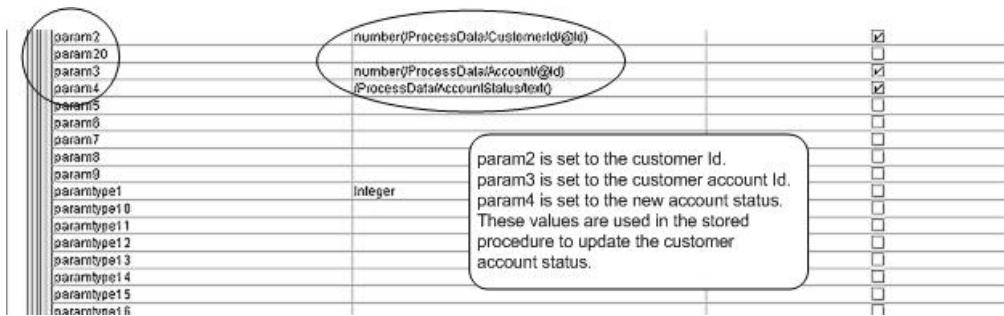 param2 number(/ProcessData/CustomerId/@Id)
param20
param3 number(/ProcessData/Account/@Id)
param4 /ProcessData/AccountStatus/text()
param5
param6
param7
param8
param9
paramtype1 Integer
paramtype10
paramtype11
paramtype12
paramtype13
paramtype14
paramtype15
paramtype16
param2 is set to the customer Id.
param3 is set to the customer account Id.
param4 is set to the new account status.
These values are used in the stored
procedure to update the customer
account status.